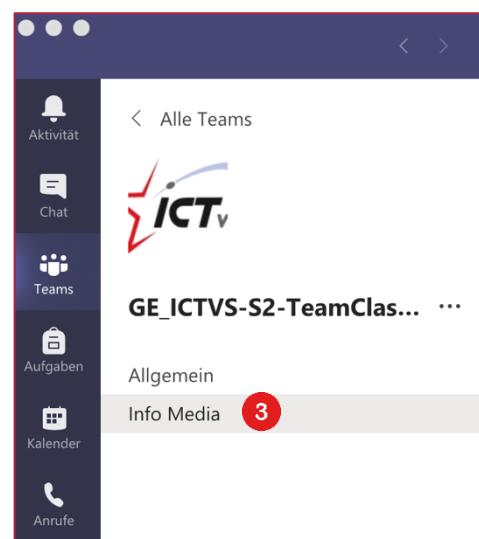 Aktivität
Chat
Teams
Aufgaben
Kalender
Anrufe
Alle Teams
ICTv
GE_ICTVS-S2-TeamClas... ...
Allgemein
Info Media 3